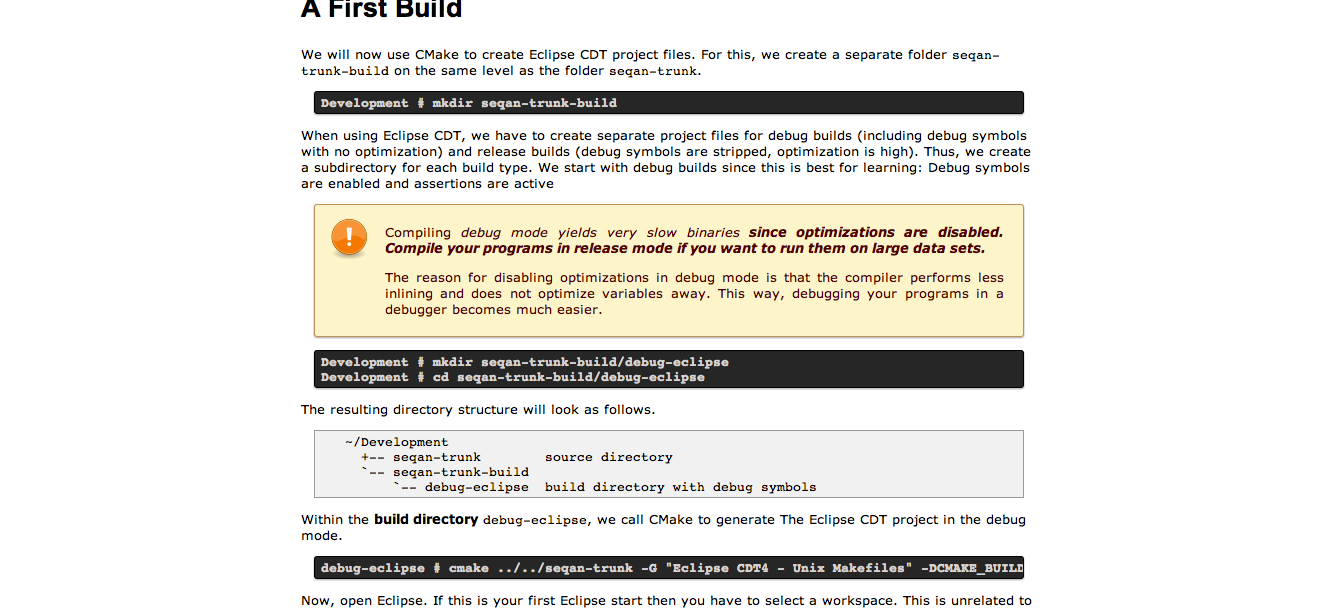 A First Build
We will now use CMake to create Eclipse CDT project files. For this, we create a separate folder seqan-
trunk-build on the same level as the folder seqan-trunk.
Development # mkdir seqan-trunk-build
When using Eclipse CDT, we have to create separate project files for debug builds (including debug symbols
with no optimization) and release builds (debug symbols are stripped, optimization is high). Thus, we create
a subdirectory for each build type. We start with debug builds since this is best for learning: Debug symbols
are enabled and assertions are active
Compiling debug mode yields very slow binaries since optimizations are disabled.
Compile your programs in release mode if you want to run them on large data sets.
The reason for disabling optimizations in debug mode is that the compiler performs less
inlining and does not optimize variables away. This way, debugging your programs in a
debugger becomes much easier.
Development # mkdir seqan-trunk-build/debug-eclipse
Development # cd seqan-trunk-build/debug-eclipse
The resulting directory structure will look as follows.
~/Development
+-- seqan-trunk source directory
`-- seqan-trunk-build
`-- debug-eclipse build directory with debug symbols
Within the build directory debug-eclipse, we call CMake to generate The Eclipse CDT project in the debug
mode.
debug-eclipse # cmake ../../seqan-trunk -G "Eclipse CDT4 - Unix Makefiles" -DCMAKE_BUILD
Now, open Eclipse. If this is your first Eclipse start then you have to select a workspace. This is unrelated to